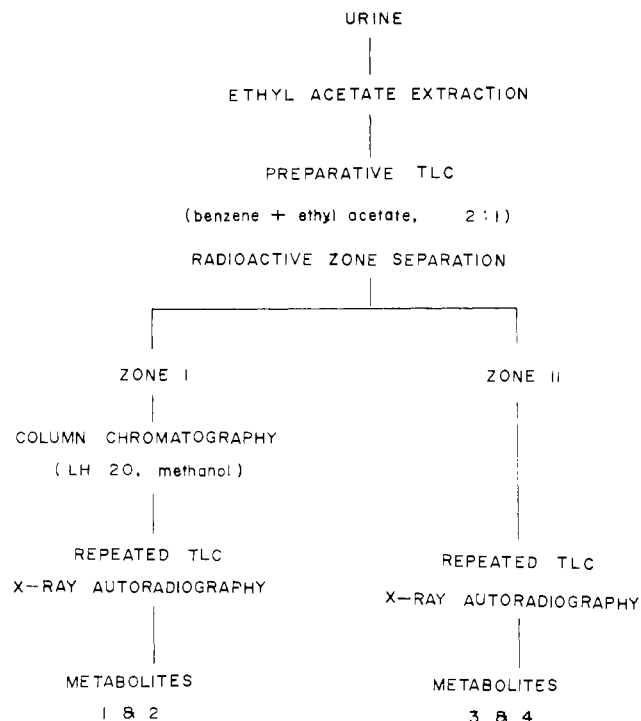 URINE
ETHYL ACETATE EXTRACTION
PREPARATIVE TLC
(benzene + ethyl acetate, 2:1)
RADIOACTIVE ZONE SEPARATION
ZONE I
COLUMN CHROMATOGRAPHY
(LH 20, methanol)
REPEATED TLC
X-RAY AUTORADIOGRAPHY
METABOLITES
1 & 2
ZONE II
REPEATED TLC
X-RAY AUTORADIOGRAPHY
METABOLITES
3 & 4